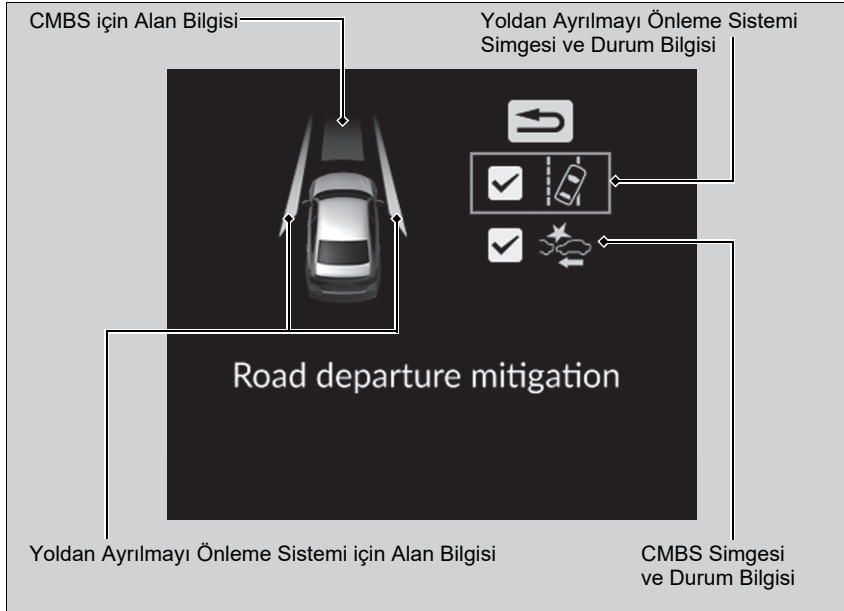 CMBS için Alan Bilgisi
Yoldan Ayrılmayı Önleme Sistemi
Simgesi ve Durum Bilgisi
Road departure mitigation
Yoldan Ayrılmayı Önleme Sistemi için Alan Bilgisi
CMBS Simgesi
ve Durum Bilgisi